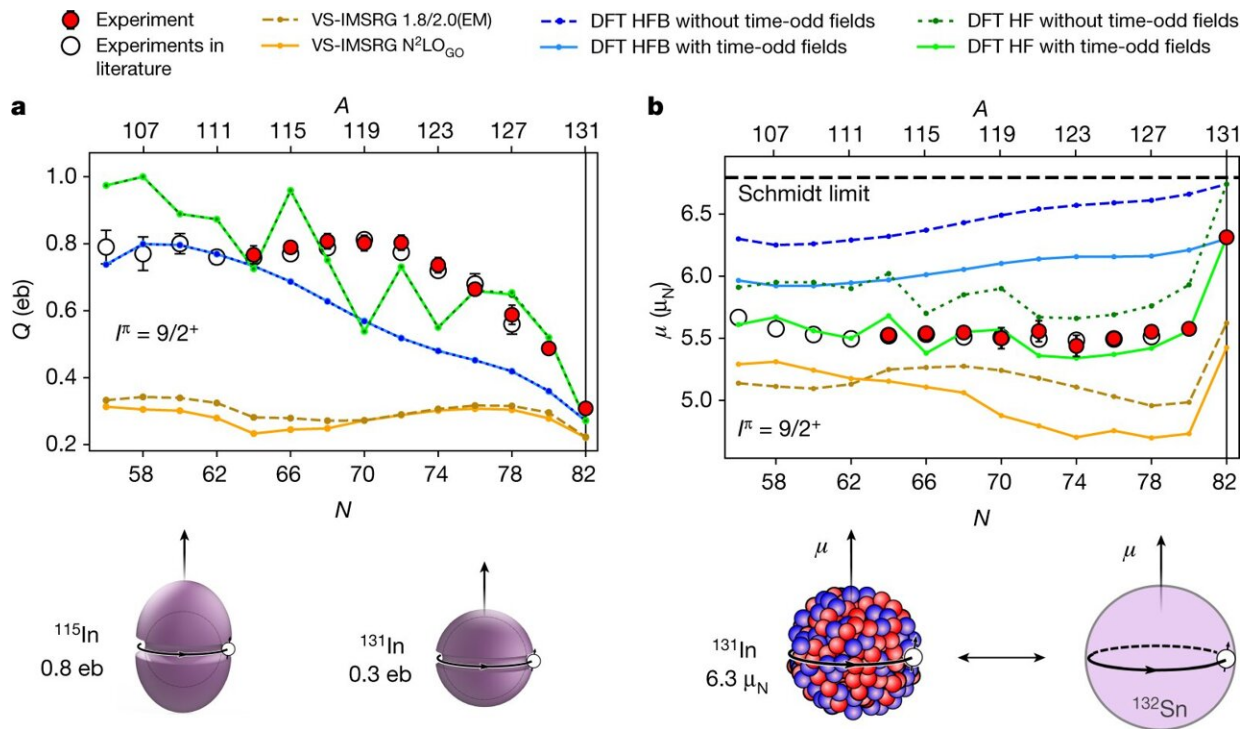 Experiment
Experiments in
literature
VS-IMSRG 1.8/2.0(EM)
VS-IMSRG N²LO_GO
DFT HFB without time-odd fields
DFT HFB with time-odd fields
DFT HF without time-odd fields
DFT HF with time-odd fields
a
A
107 111 115 119 123 127 131
Q (eb)
1.0
0.8
0.6
0.4
0.2
I^π = 9/2⁺
58 62 66 70 74 78 82
N
¹¹⁵In
0.8 eb
¹³¹In
0.3 eb
b
A
107 111 115 119 123 127 131
Schmidt limit
μ (μ_N)
6.5
6.0
5.5
5.0
I^π = 9/2⁺
58 62 66 70 74 78 82
N
μ
¹³¹In
6.3 μ_N
μ
¹³²Sn